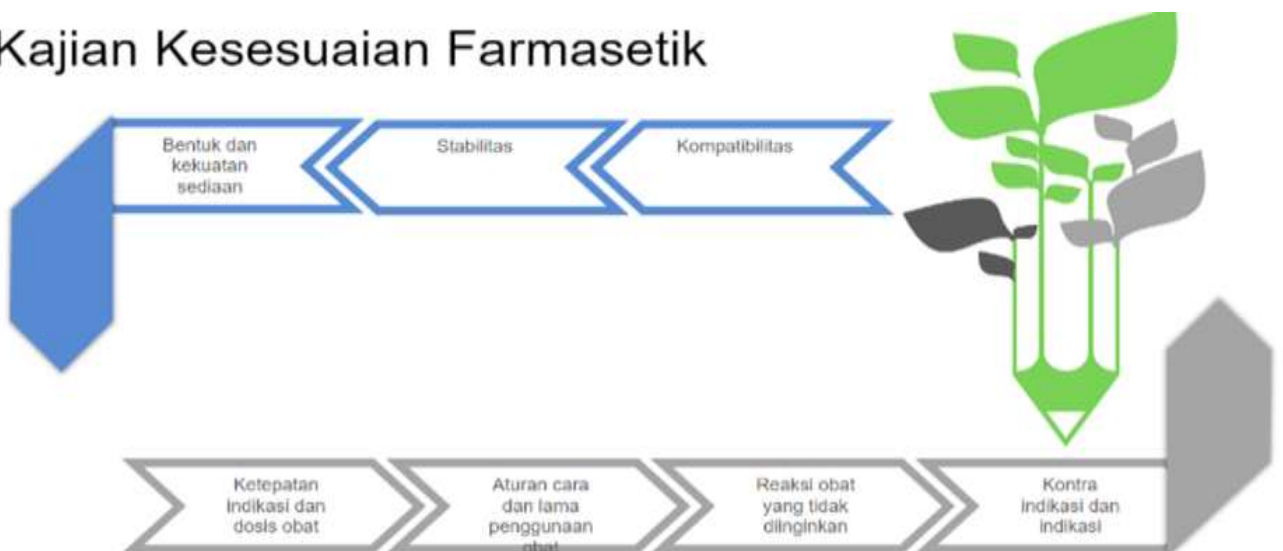 Kajian Kesesuaian Farmasetik
Bentuk dan
kekuatan
sediaan
Stabilitas
Kompatibilitas
Ketepatan
indikasi dan
dosis obat
Aturan cara
dan lama
penggunaan
obat
Reaksi obat
yang tidak
diinginkan
Kontra
indikasi dan
indikasi